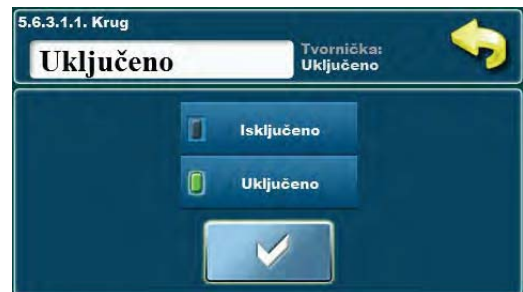 5.6.3.1.1. Krug
Uključeno
Tvornička:
Uključeno
Isključeno
Uključeno